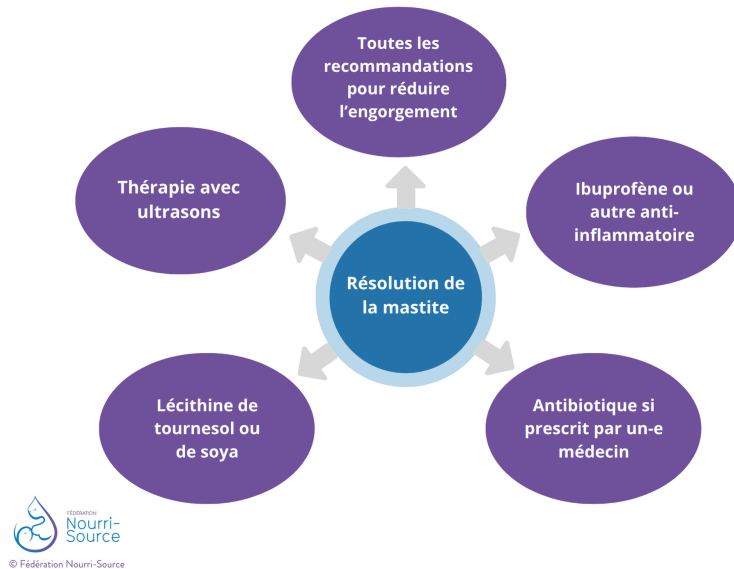 Toutes les
recommandations
pour réduire
l’engorgement
Thérapie avec
ultrasons
Ibuprofène ou
autre anti-
inflammatoire
Résolution de
la mastite
Lécithine de
tournesol ou
de soya
Antibiotique si
prescrit par un-e
médecin
FÉDÉRATION
Nourri-
Source
© Fédération Nourri-Source